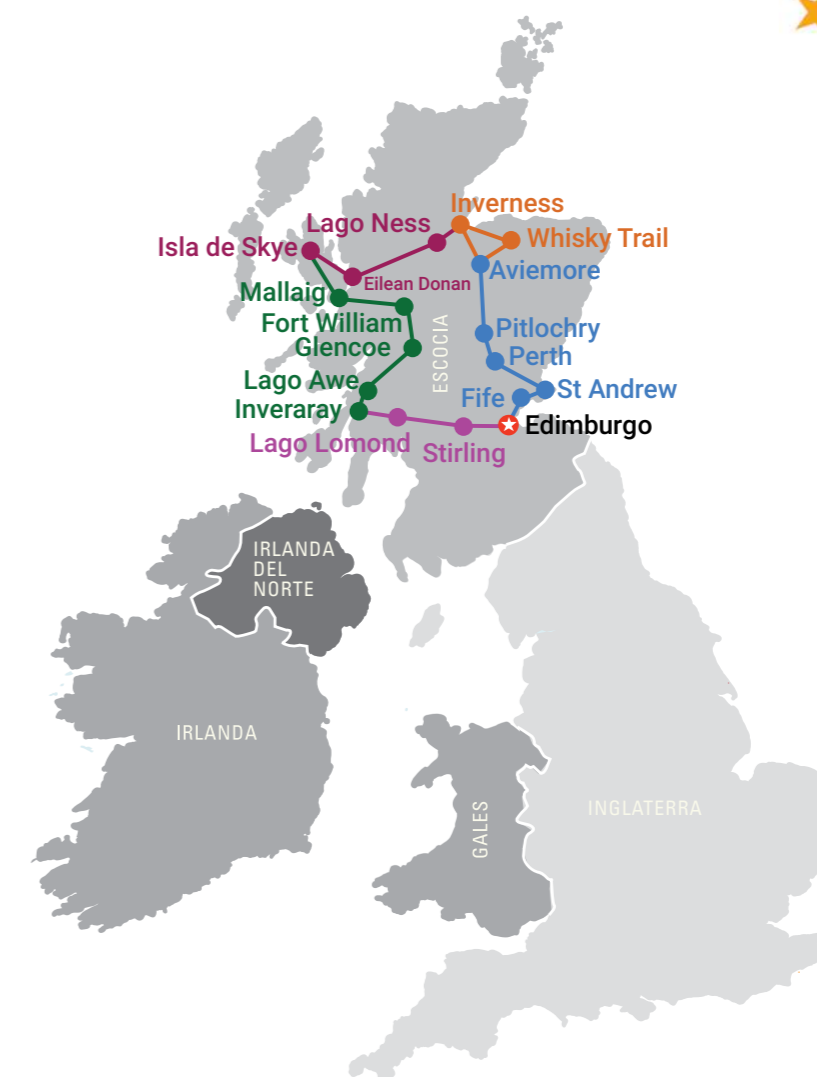 Inverness
Lago Ness
Whisky Trail
Isla de Skye
Aviemore
Eilean Donan
Mallaig
Fort William
Pitlochry
Glencoe
Perth
ESCOCIA
Lago Awe
St Andrew
Fife
Inveraray
Edimburgo
Lago Lomond
Stirling
IRLANDA
DEL
NORTE
IRLANDA
GALES
INGLATERRA